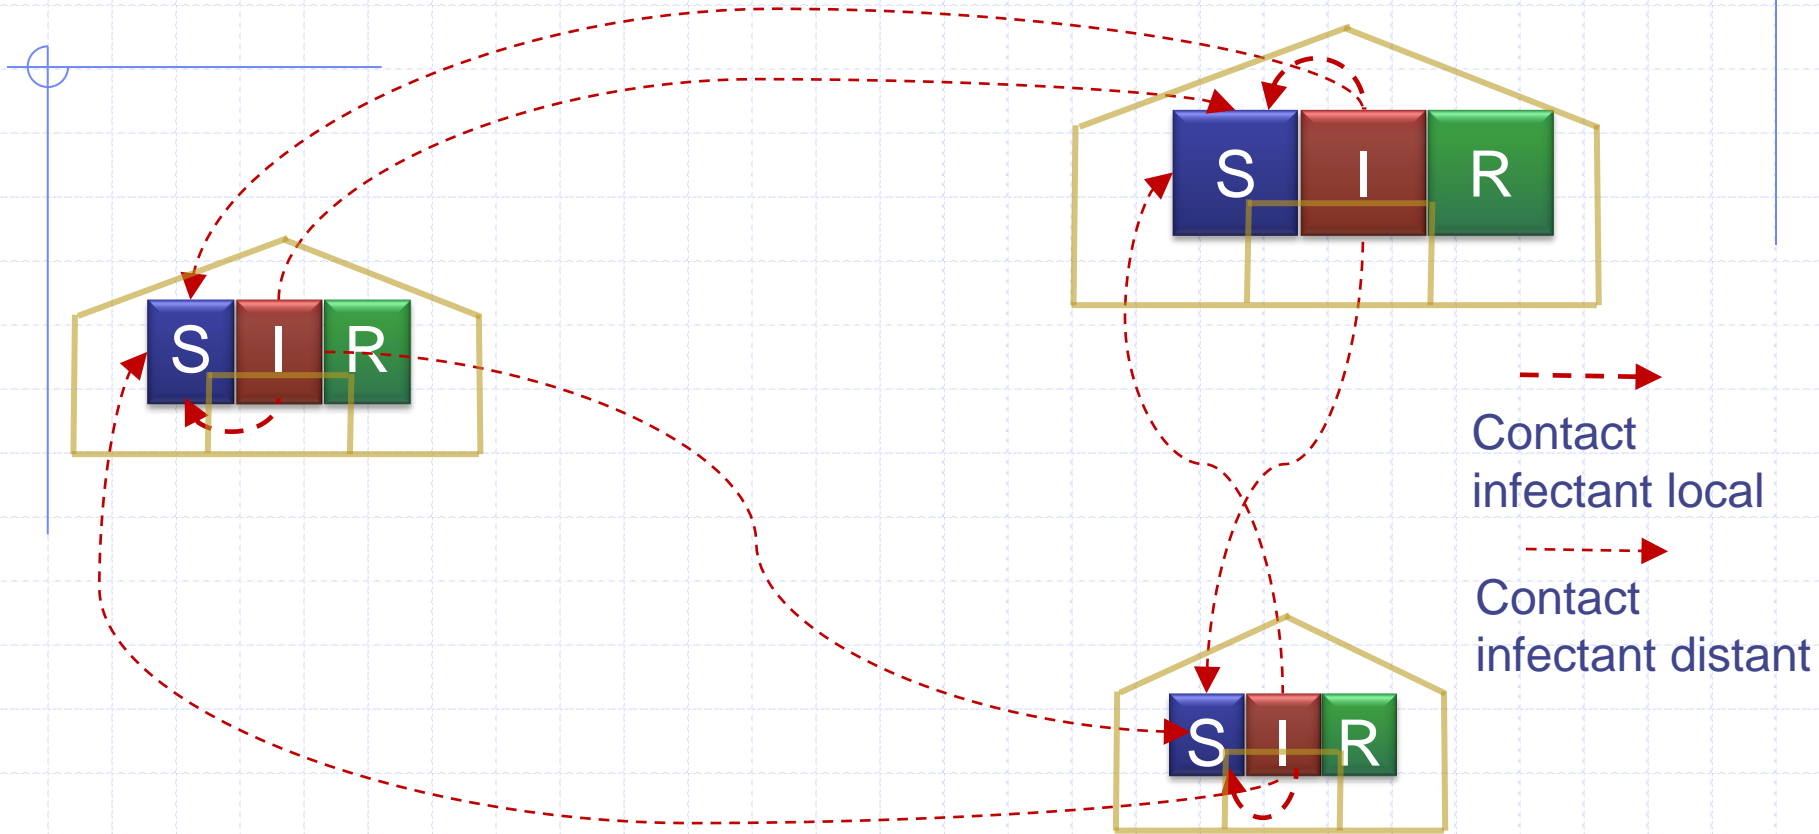 S I R
S I R
Contact
infectant local
Contact
infectant distant
S I R